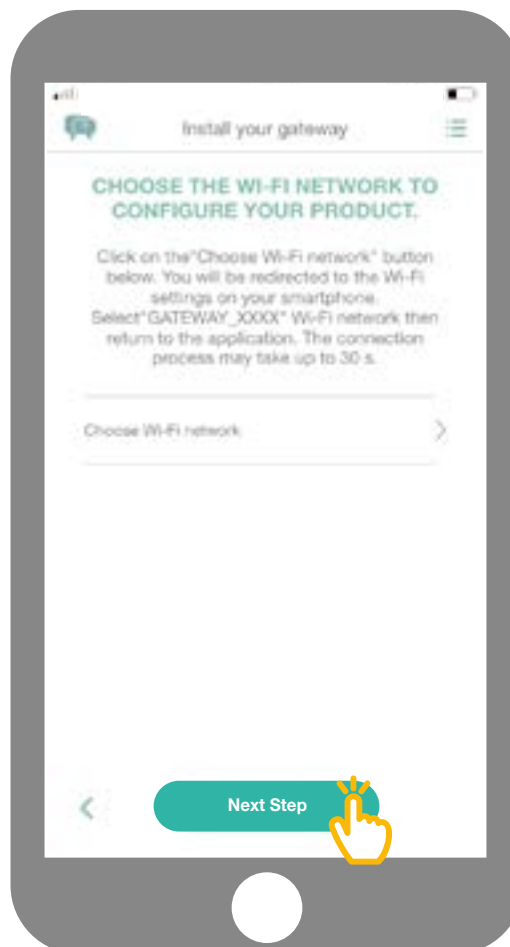 Install your gateway
CHOOSE THE WI-FI NETWORK TO
CONFIGURE YOUR PRODUCT.
Click on the"Choose Wi-Fi network" button
below. You will be redirected to the Wi-Fi
settings on your smartphone.
Select"GATEWAY_XXXX" Wi-Fi network then
return to the application. The connection
process may take up to 30 s.
Choose Wi-Fi network
Next Step